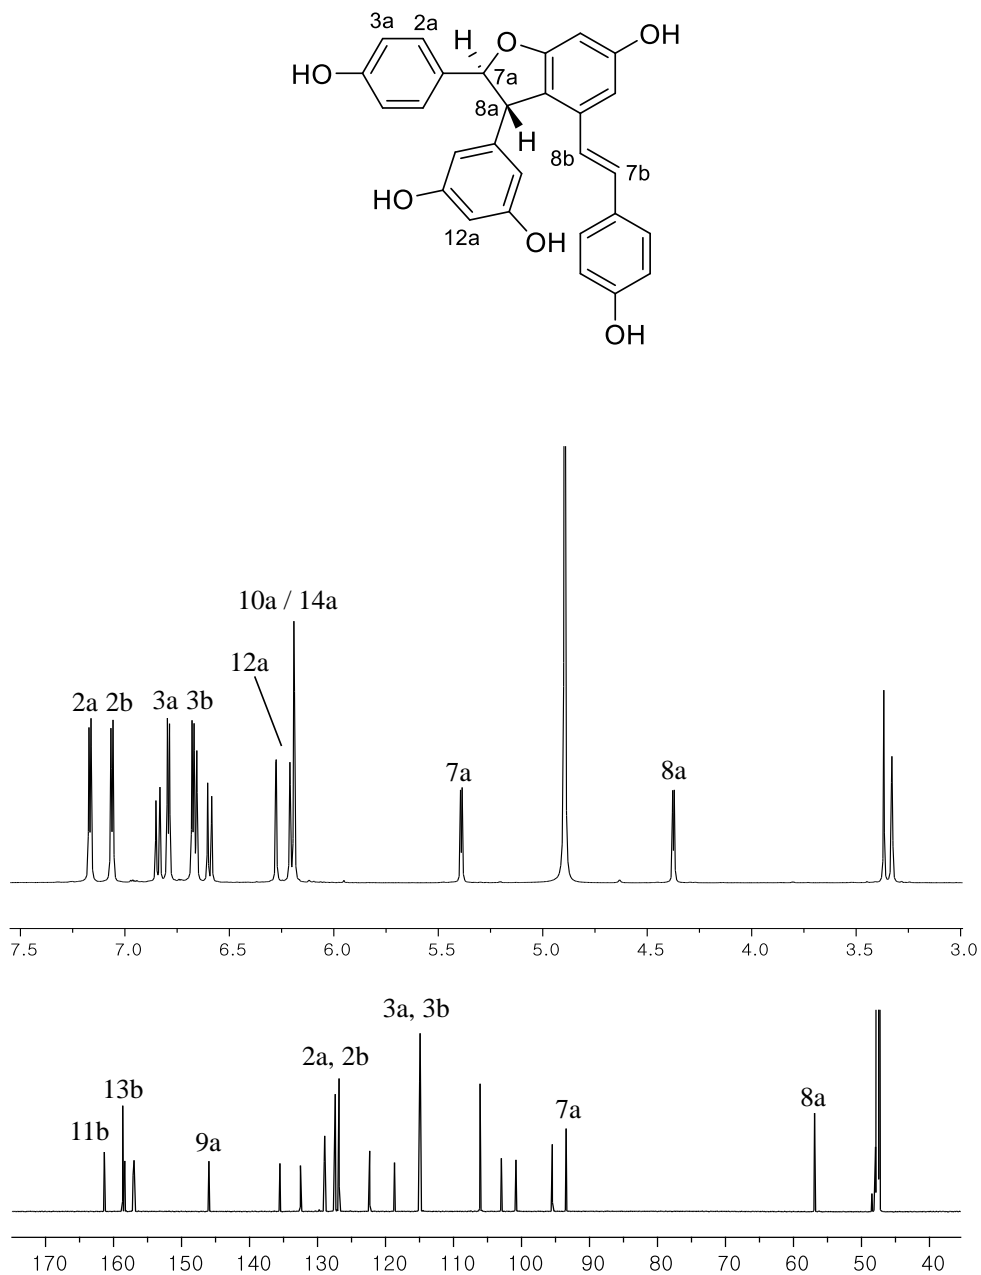 3a 2a
H O OH
HO 7a
8a H
8b 7b
HO
12a OH
OH
10a / 14a
12a
2a 2b 3a 3b
7a 8a
7.5 7.0 6.5 6.0 5.5 5.0 4.5 4.0 3.5 3.0
3a, 3b
2a, 2b
13b 7a 8a
11b 9a
170 160 150 140 130 120 110 100 90 80 70 60 50 40